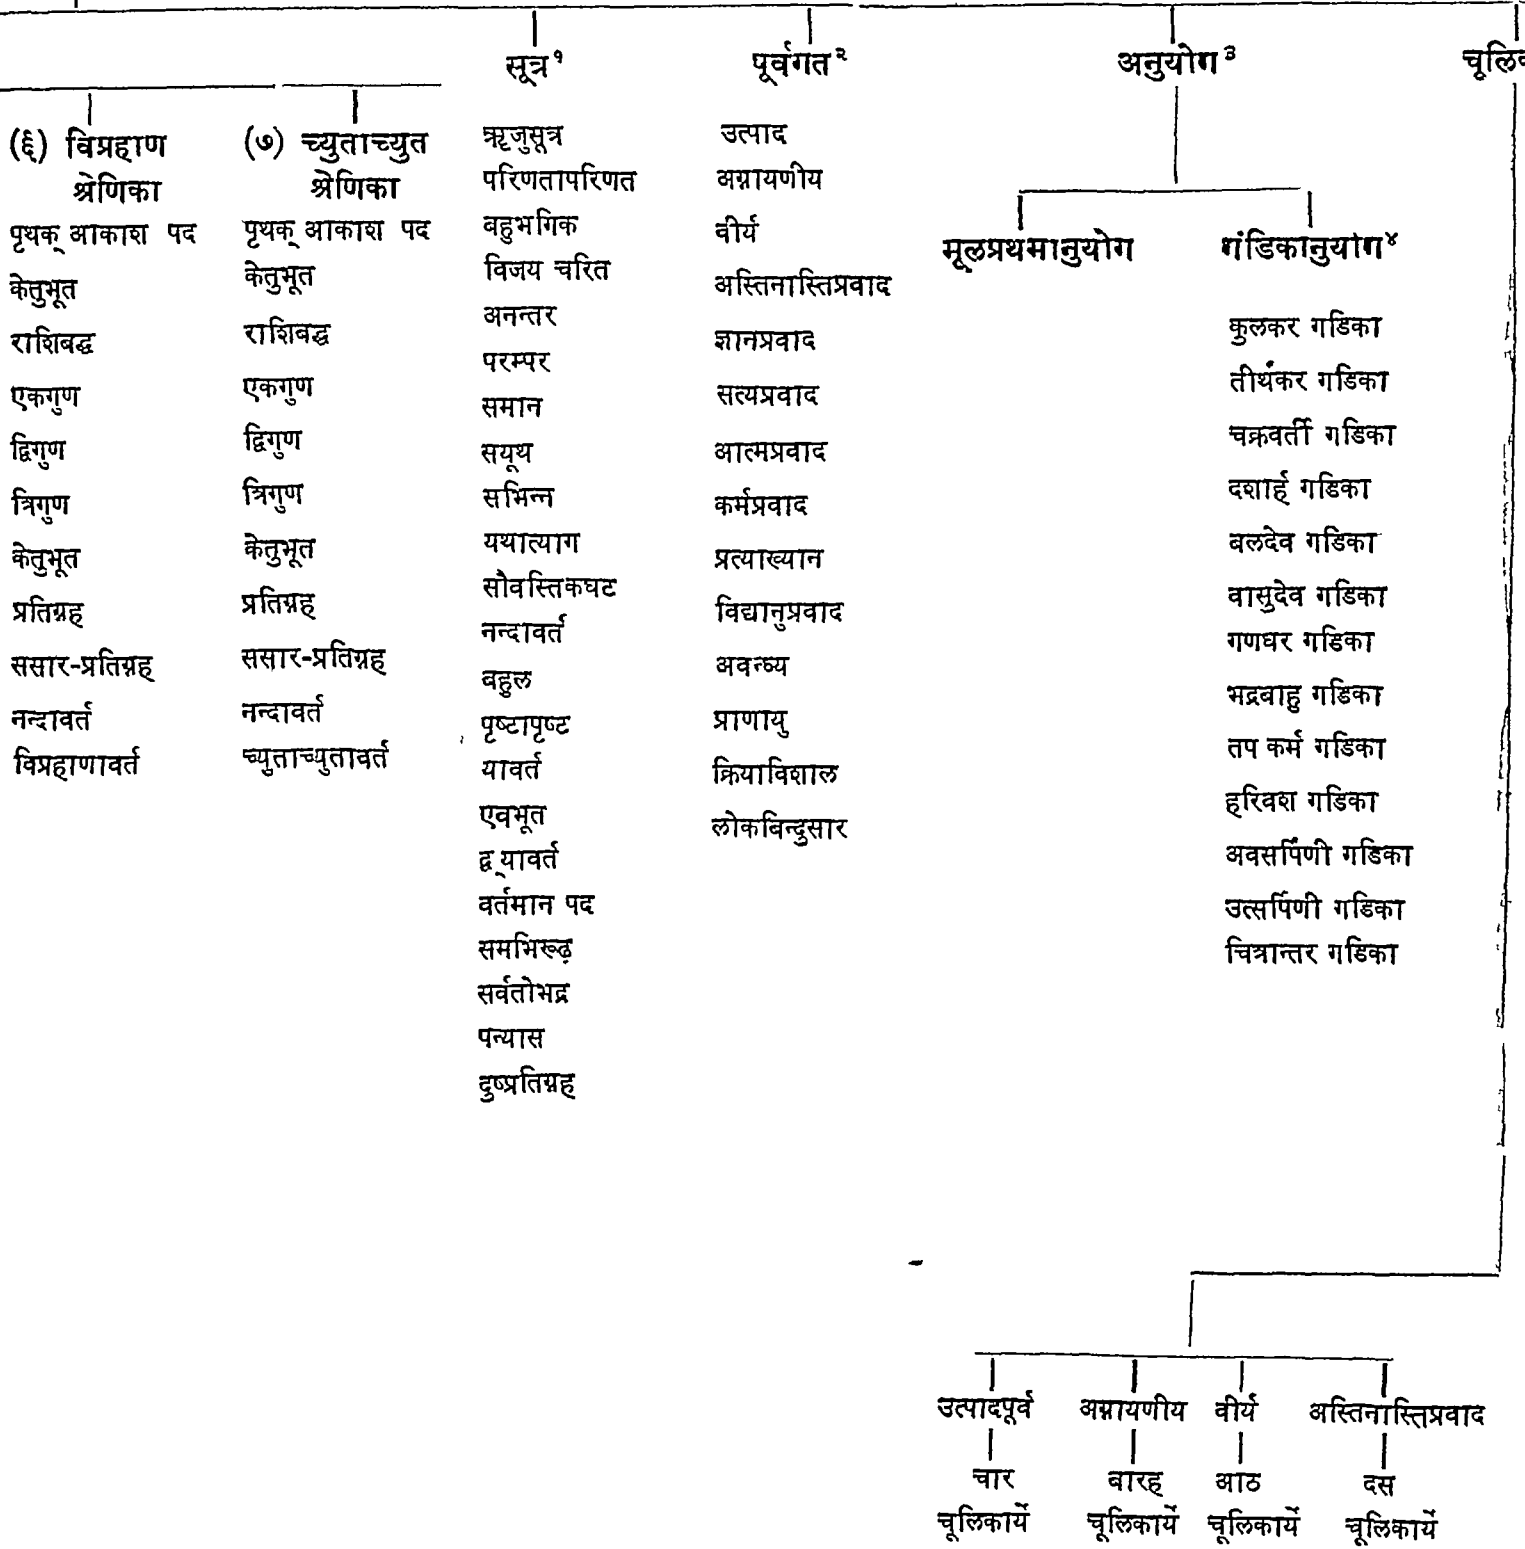 सूत्र१
पूर्वगत२
अनुयोग३
(६) विप्रहाण
श्रेणिका
पृथक् आकाश पद
केतुभूत
राशिबद्ध
एकगुण
द्विगुण
त्रिगुण
केतुभूत
प्रतिग्रह
ससार-प्रतिग्रह
नन्दावर्त
विप्रहाणावर्त
(७) च्युताच्युत
श्रेणिका
पृथक् आकाश पद
केतुभूत
राशिबद्ध
एकगुण
द्विगुण
त्रिगुण
केतुभूत
प्रतिग्रह
ससार-प्रतिग्रह
नन्दावर्त
च्युताच्युतावर्त
ऋजुसूत्र
परिणतापरिणत
बहुभगिक
विजय चरित
अनन्तर
परम्पर
समान
सयूथ
सभिन्न
यथात्याग
सौवस्तिकघट
नन्दावर्त
बहुल
पृष्टापृष्ट
यावर्त
एवभूत
द्व्यावर्त
वर्तमान पद
समभिरूढ़
सर्वतोभद्र
पन्यास
दुष्प्रतिग्रह
उत्पाद
अग्रायणीय
वीर्य
अस्तिनास्तिप्रवाद
ज्ञानप्रवाद
सत्यप्रवाद
आत्मप्रवाद
कर्मप्रवाद
प्रत्याख्यान
विद्यानुप्रवाद
अवन्ध्य
प्राणायु
क्रियाविशाल
लोकबिन्दुसार
मूलप्रथमानुयोग
गंडिकानुयोग४
कुलकर गडिका
तीर्थंकर गडिका
चक्रवर्ती गडिका
दशार्ह गडिका
बलदेव गडिका
वासुदेव गडिका
गणधर गडिका
भद्रबाहु गडिका
तप कर्म गडिका
हरिवश गडिका
अवसर्पिणी गडिका
उत्सर्पिणी गडिका
चित्रान्तर गडिका
उत्पादपूर्व
चार
चूलिकायें
अग्रायणीय
बारह
चूलिकायें
वीर्य
आठ
चूलिकायें
अस्तिनास्तिप्रवाद
दस
चूलिकायें